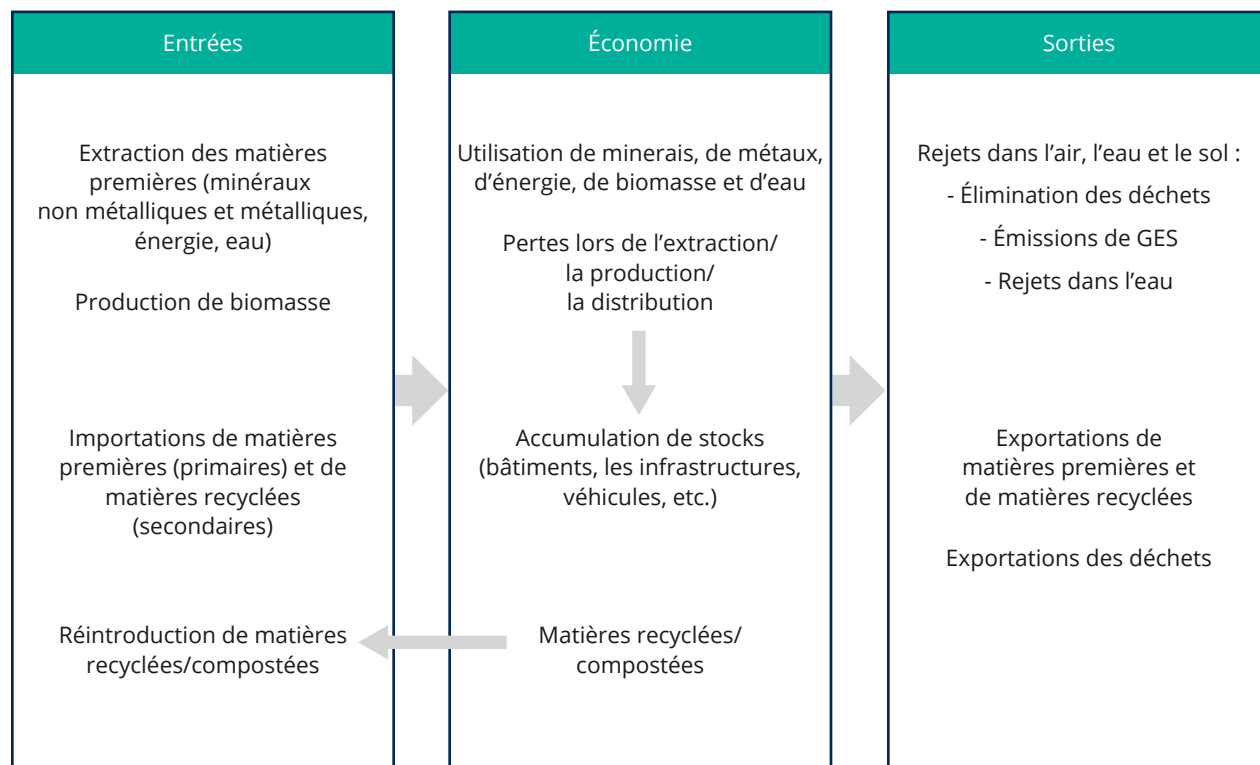 Entrées
Extraction des matières
premières (minéraux
non métalliques et métalliques,
énergie, eau)
Production de biomasse
Importations de matières
premières (primaires) et de
matières recyclées
(secondaires)
Réintroduction de matières
recyclées/compostées
Économie
Utilisation de minerais, de métaux,
d’énergie, de biomasse et d’eau
Pertes lors de l’extraction/
la production/
la distribution
Accumulation de stocks
(bâtiments, les infrastructures,
véhicules, etc.)
Matières recyclées/
compostées
Sorties
Rejets dans l’air, l’eau et le sol :
- Élimination des déchets
- Émissions de GES
- Rejets dans l’eau
Exportations de
matières premières et
de matières recyclées
Exportations des déchets